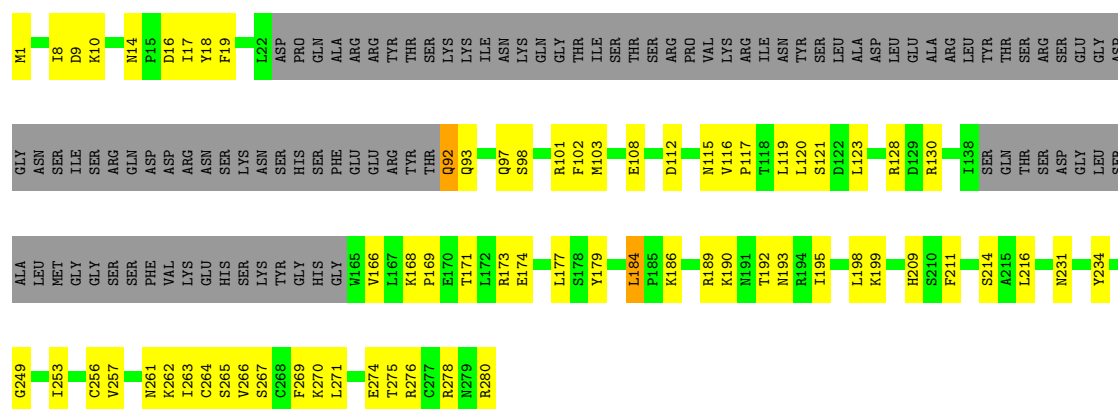 M1 I8 D9 K10 N14 P15 D16 I17 Y18 F19 L22 ASP PRO GLN ALA ARG ARG TYR THR SER LYS LYS ILE ASN LYS GLN GLY THR ILE SER THR SER ARG PRO VAL LYS ARG ILE ASN TYR SER LEU ALA ASP LEU GLU ALA ARG LEU TYR THR SER ARG SER GLU GLY ASP
GLY ASN SER ILE SER ARG GLN ASP ASP ARG ASN SER LYS ASN SER HIS SER PHE GLU GLU ARG TYR THR Q92 Q93 Q97 S98 R101 F102 M103 E108 D112 N115 V116 P117 T118 L119 L120 S121 D122 L123 R128 D129 R130 I138 SER GLN THR SER ASP GLY LEU SER
ALA LEU MET GLY GLY SER SER PHE VAL LYS GLU HIS SER LYS TYR GLY HIS GLY W165 V166 L167 K168 P169 E170 T171 L172 R173 E174 L177 S178 Y179 L184 P185 K186 R189 K190 N191 T192 N193 R194 I195 L198 K199 H209 S210 F211 S214 A215 L216 N231 Y234
G249 I253 C256 V257 N261 K262 I263 C264 S265 V266 S267 C268 F269 K270 L271 E274 T275 R276 C277 R278 N279 R280